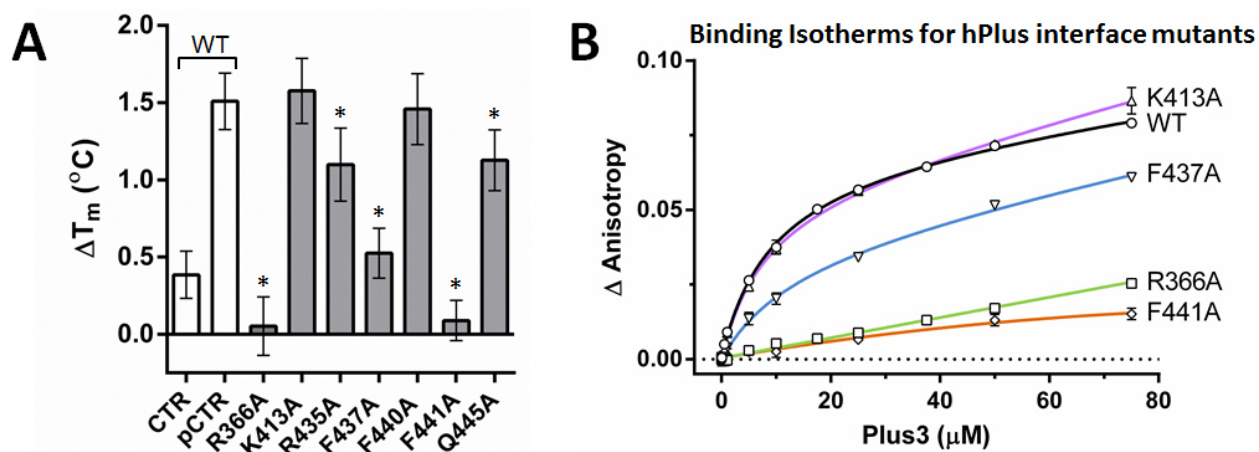 A
WT
2.0
1.5
1.0
0.5
0.0
ΔTm (°C)
* * * * *
CTR pCTR R366A K413A R435A F437A F440A F441A Q445A
B
Binding Isotherms for hPlus interface mutants
0.10
0.05
0.00
Δ Anisotropy
K413A
WT
F437A
R366A
F441A
0 20 40 60 80
Plus3 (μM)